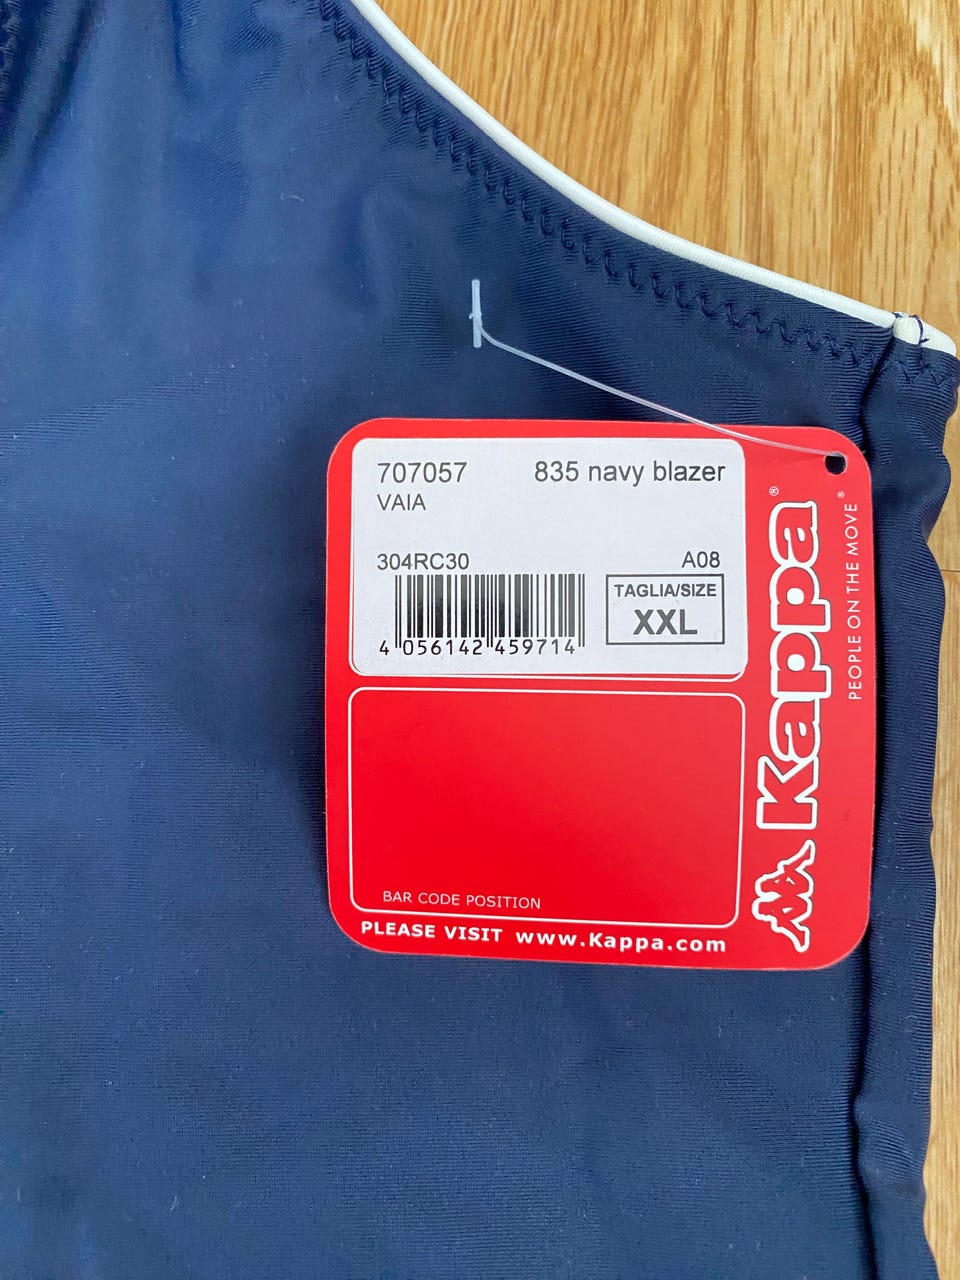 707057 835 navy blazer
VAIA
304RC30 A08
TAGLIA/SIZE
XXL
4 056142 459714
BAR CODE POSITION
PLEASE VISIT www.Kappa.com
Kappa®
PEOPLE ON THE MOVE®